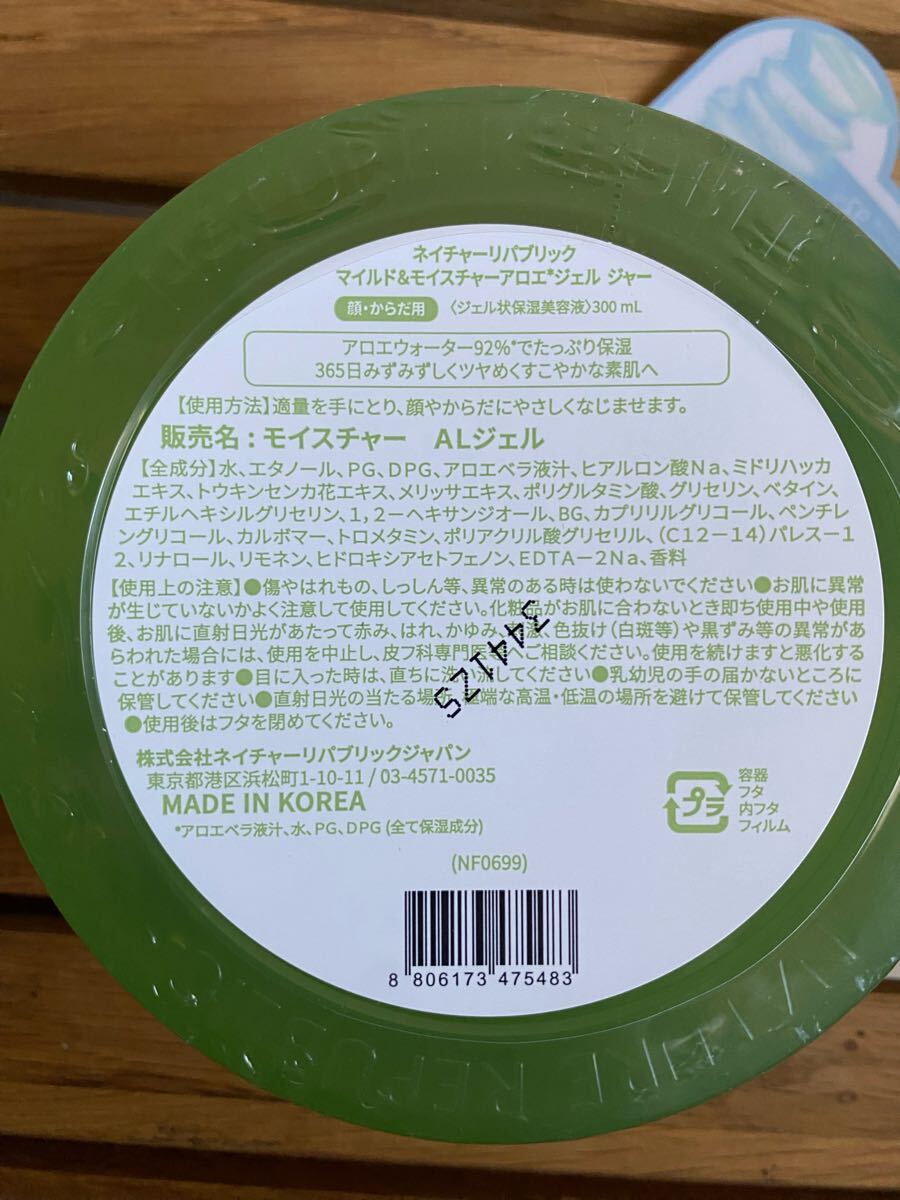 ネイチャーリパブリック
マイルド&モイスチャーアロエ*ジェル ジャー
顔・からだ用 〈ジェル状保湿美容液〉300 mL
アロエウォーター92%*でたっぷり保湿
365日みずみずしくツヤめくすこやかな素肌へ
【使用方法】適量を手にとり、顔やからだにやさしくなじませます。
販売名：モイスチャー　ALジェル
【全成分】水、エタノール、PG、DPG、アロエベラ液汁、ヒアルロン酸Na、ミドリハッカ
エキス、トウキンセンカ花エキス、メリッサエキス、ポリグルタミン酸、グリセリン、ベタイン、
エチルヘキシルグリセリン、1，2－ヘキサンジオール、BG、カプリリルグリコール、ペンチレ
ングリコール、カルボマー、トロメタミン、ポリアクリル酸グリセリル、（C12－14）パレス－1
2、リナロール、リモネン、ヒドロキシアセトフェノン、EDTA－2Na、香料
【使用上の注意】●傷やはれもの、しっしん等、異常のある時は使わないでください●お肌に異常
が生じていないかよく注意して使用してください。化粧品がお肌に合わないとき即ち使用中や使用
後、お肌に直射日光があたって赤み、はれ、かゆみ、刺激、色抜け（白斑等）や黒ずみ等の異常があ
らわれた場合には、使用を中止し、皮フ科専門医等へご相談ください。使用を続けますと悪化する
ことがあります●目に入った時は、直ちに洗い流してください●乳幼児の手の届かないところに
保管してください●直射日光の当たる場所、極端な高温・低温の場所を避けて保管してください
●使用後はフタを閉めてください。
344125
株式会社ネイチャーリパブリックジャパン
東京都港区浜松町1-10-11 / 03-4571-0035
MADE IN KOREA
*アロエベラ液汁、水、PG、DPG (全て保湿成分)
プラ
容器
フタ
内フタ
フィルム
(NF0699)
8 806173 475483